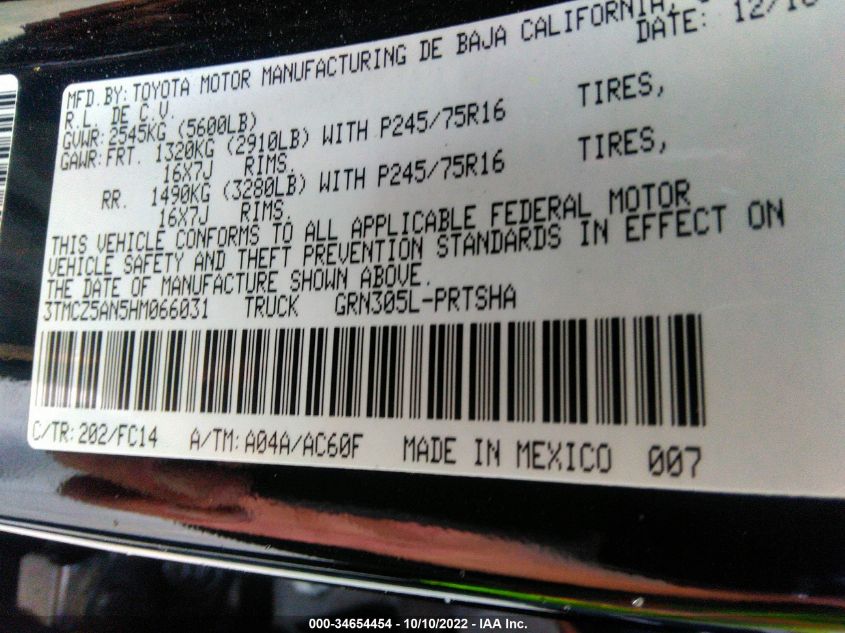 MFD.BY:TOYOTA MOTOR MANUFACTURING DE BAJA CALIFORNIA,
R.L. DE C.V. DATE: 12/16
GVWR:2545KG (5600LB)
GAWR:FRT. 1320KG (2910LB) WITH P245/75R16 TIRES,
16X7J RIMS.
RR. 1490KG (3280LB) WITH P245/75R16 TIRES,
16X7J RIMS.
THIS VEHICLE CONFORMS TO ALL APPLICABLE FEDERAL MOTOR
VEHICLE SAFETY AND THEFT PREVENTION STANDARDS IN EFFECT ON
THE DATE OF MANUFACTURE SHOWN ABOVE.
3TMCZ5AN5HM066031 TRUCK GRN305L-PRTSHA
C/TR:202/FC14 A/TM:A04A/AC60F MADE IN MEXICO 007
000-34654454 - 10/10/2022 - IAA Inc.